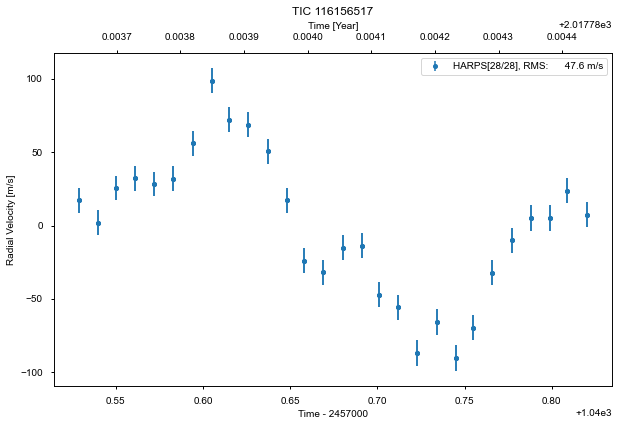 TIC 116156517
Time [Year]
+2.01778e3
0.0037 0.0038 0.0039 0.0040 0.0041 0.0042 0.0043 0.0044
HARPS[28/28], RMS: 47.6 m/s
100
50
0
−50
−100
Radial Velocity [m/s]
0.55 0.60 0.65 0.70 0.75 0.80
Time - 2457000
+1.04e3